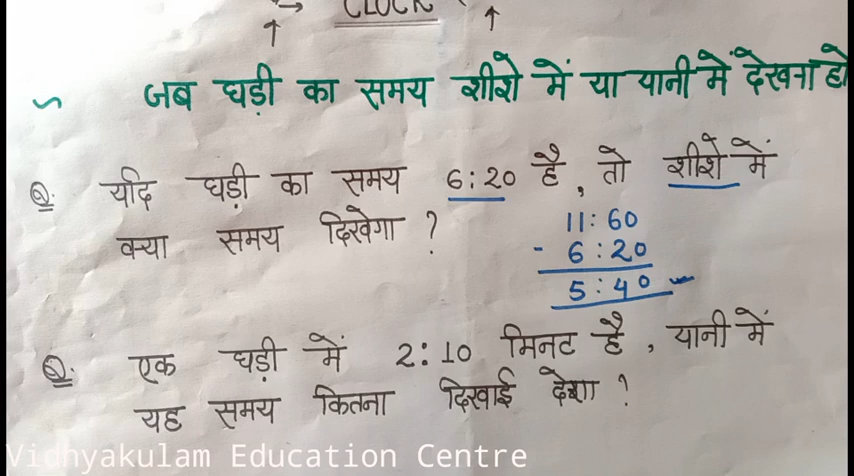 CLOCK
जब घड़ी का समय शीशे में या पानी में देखना हो
Q. यदि घड़ी का समय 6:20 है, तो शीशे में
क्या समय दिखेगा ?
11:60
- 6:20
5:40
Q. एक घड़ी में 2:10 मिनट है, पानी में
यह समय कितना दिखाई देगा ?
Vidhyakulam Education Centre